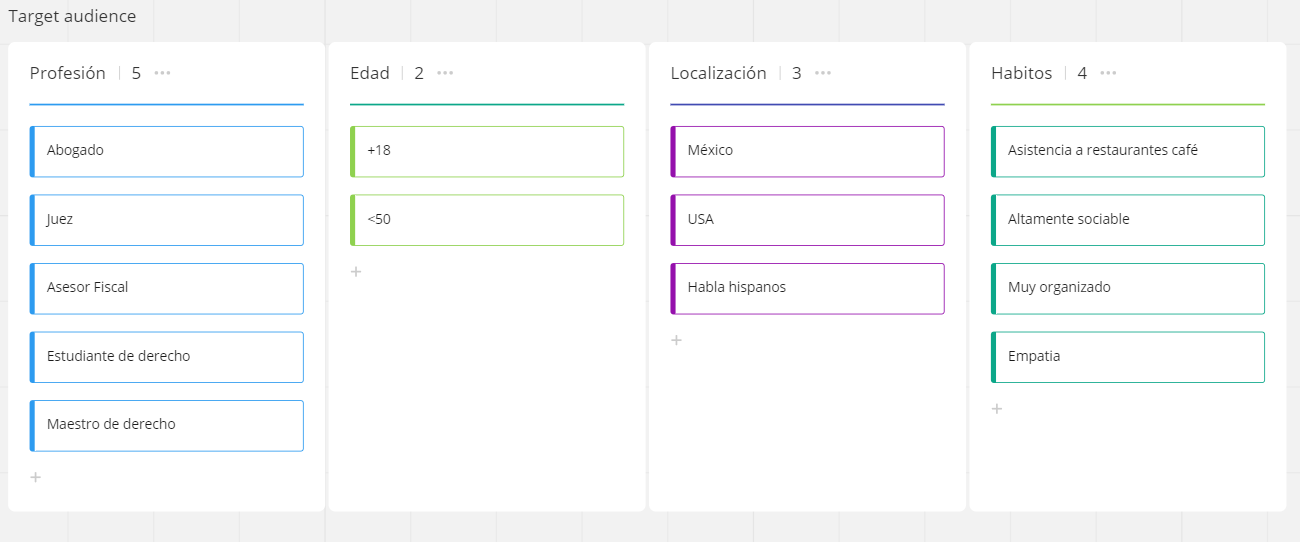 Target audience
Profesión 5
Abogado
Juez
Asesor Fiscal
Estudiante de derecho
Maestro de derecho
Edad 2
+18
<50
Localización 3
México
USA
Habla hispanos
Habitos 4
Asistencia a restaurantes café
Altamente sociable
Muy organizado
Empatia